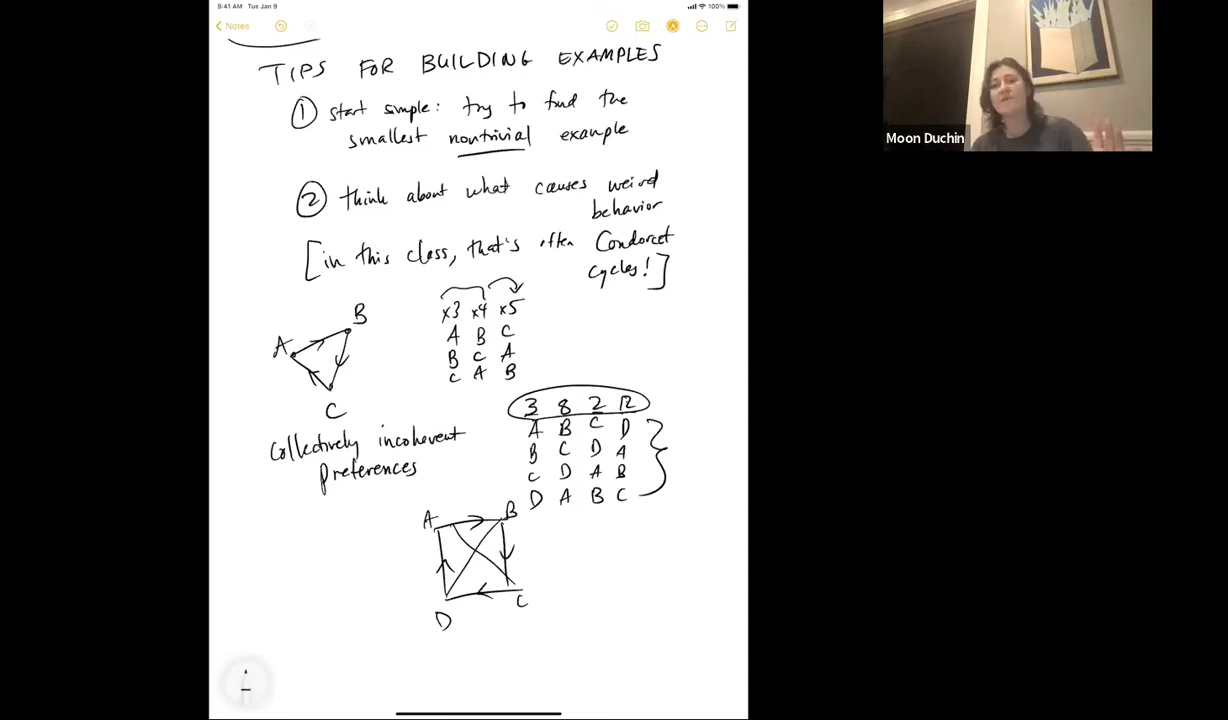 9:41 AM Tue Jan 9
100%
Notes
TIPS FOR BUILDING EXAMPLES
① start simple: try to find the
smallest nontrivial example
② think about what causes weird
behavior
[in this class, that's often Condorcet
cycles!]
x3 x4 x5
A B C
B C A
C A B
B
A
C
Collectively incoherent
preferences
3 8 2 12
A B C D
B C D A
C D A B
D A B C
A B
D C
Moon Duchin